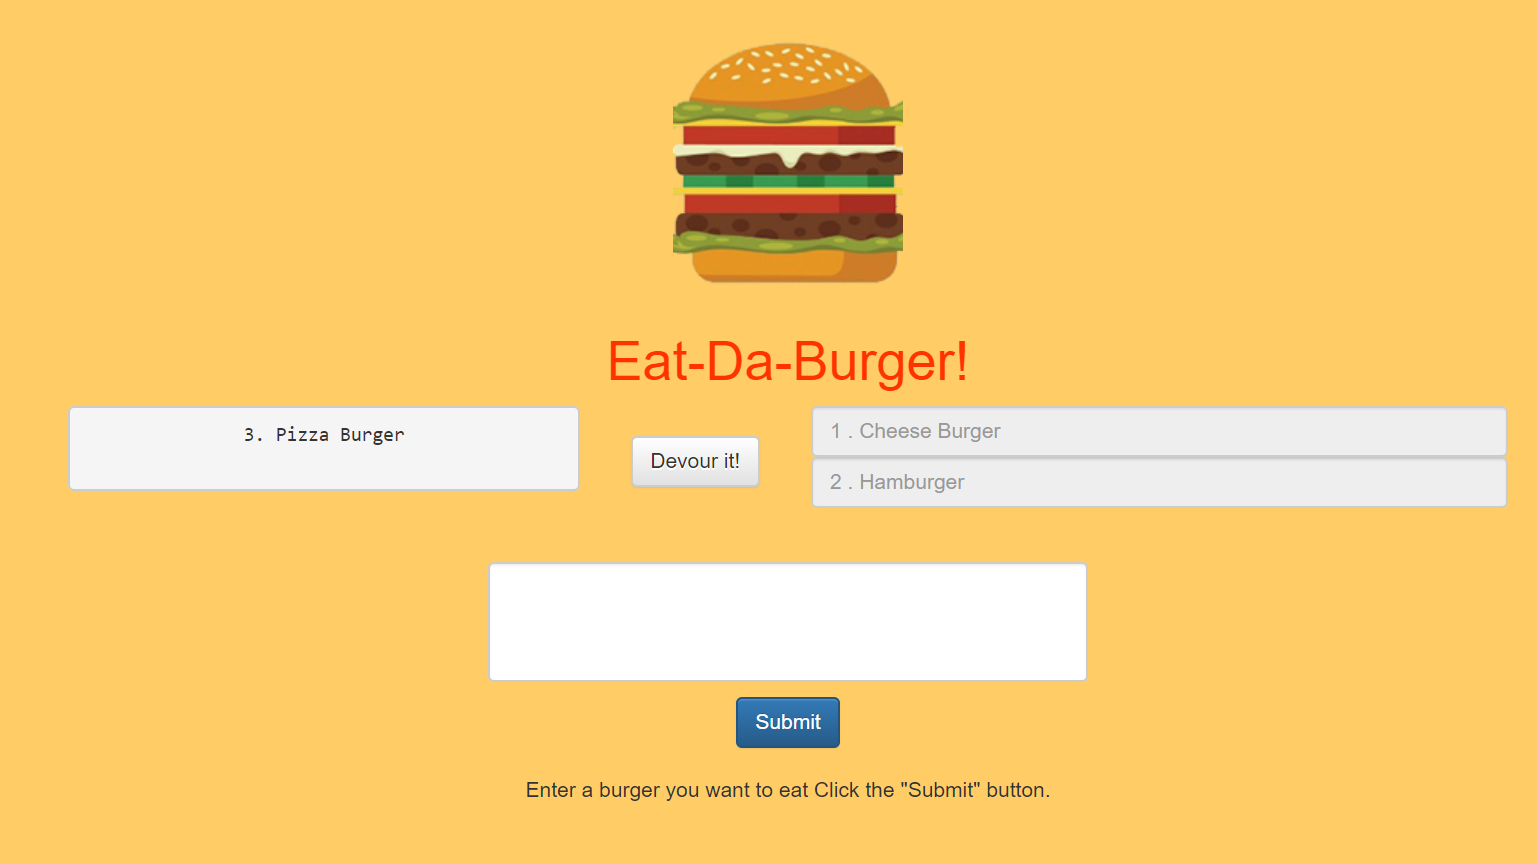 Eat-Da-Burger!
3. Pizza Burger
Devour it!
1 . Cheese Burger
2 . Hamburger
Submit
Enter a burger you want to eat Click the "Submit" button.